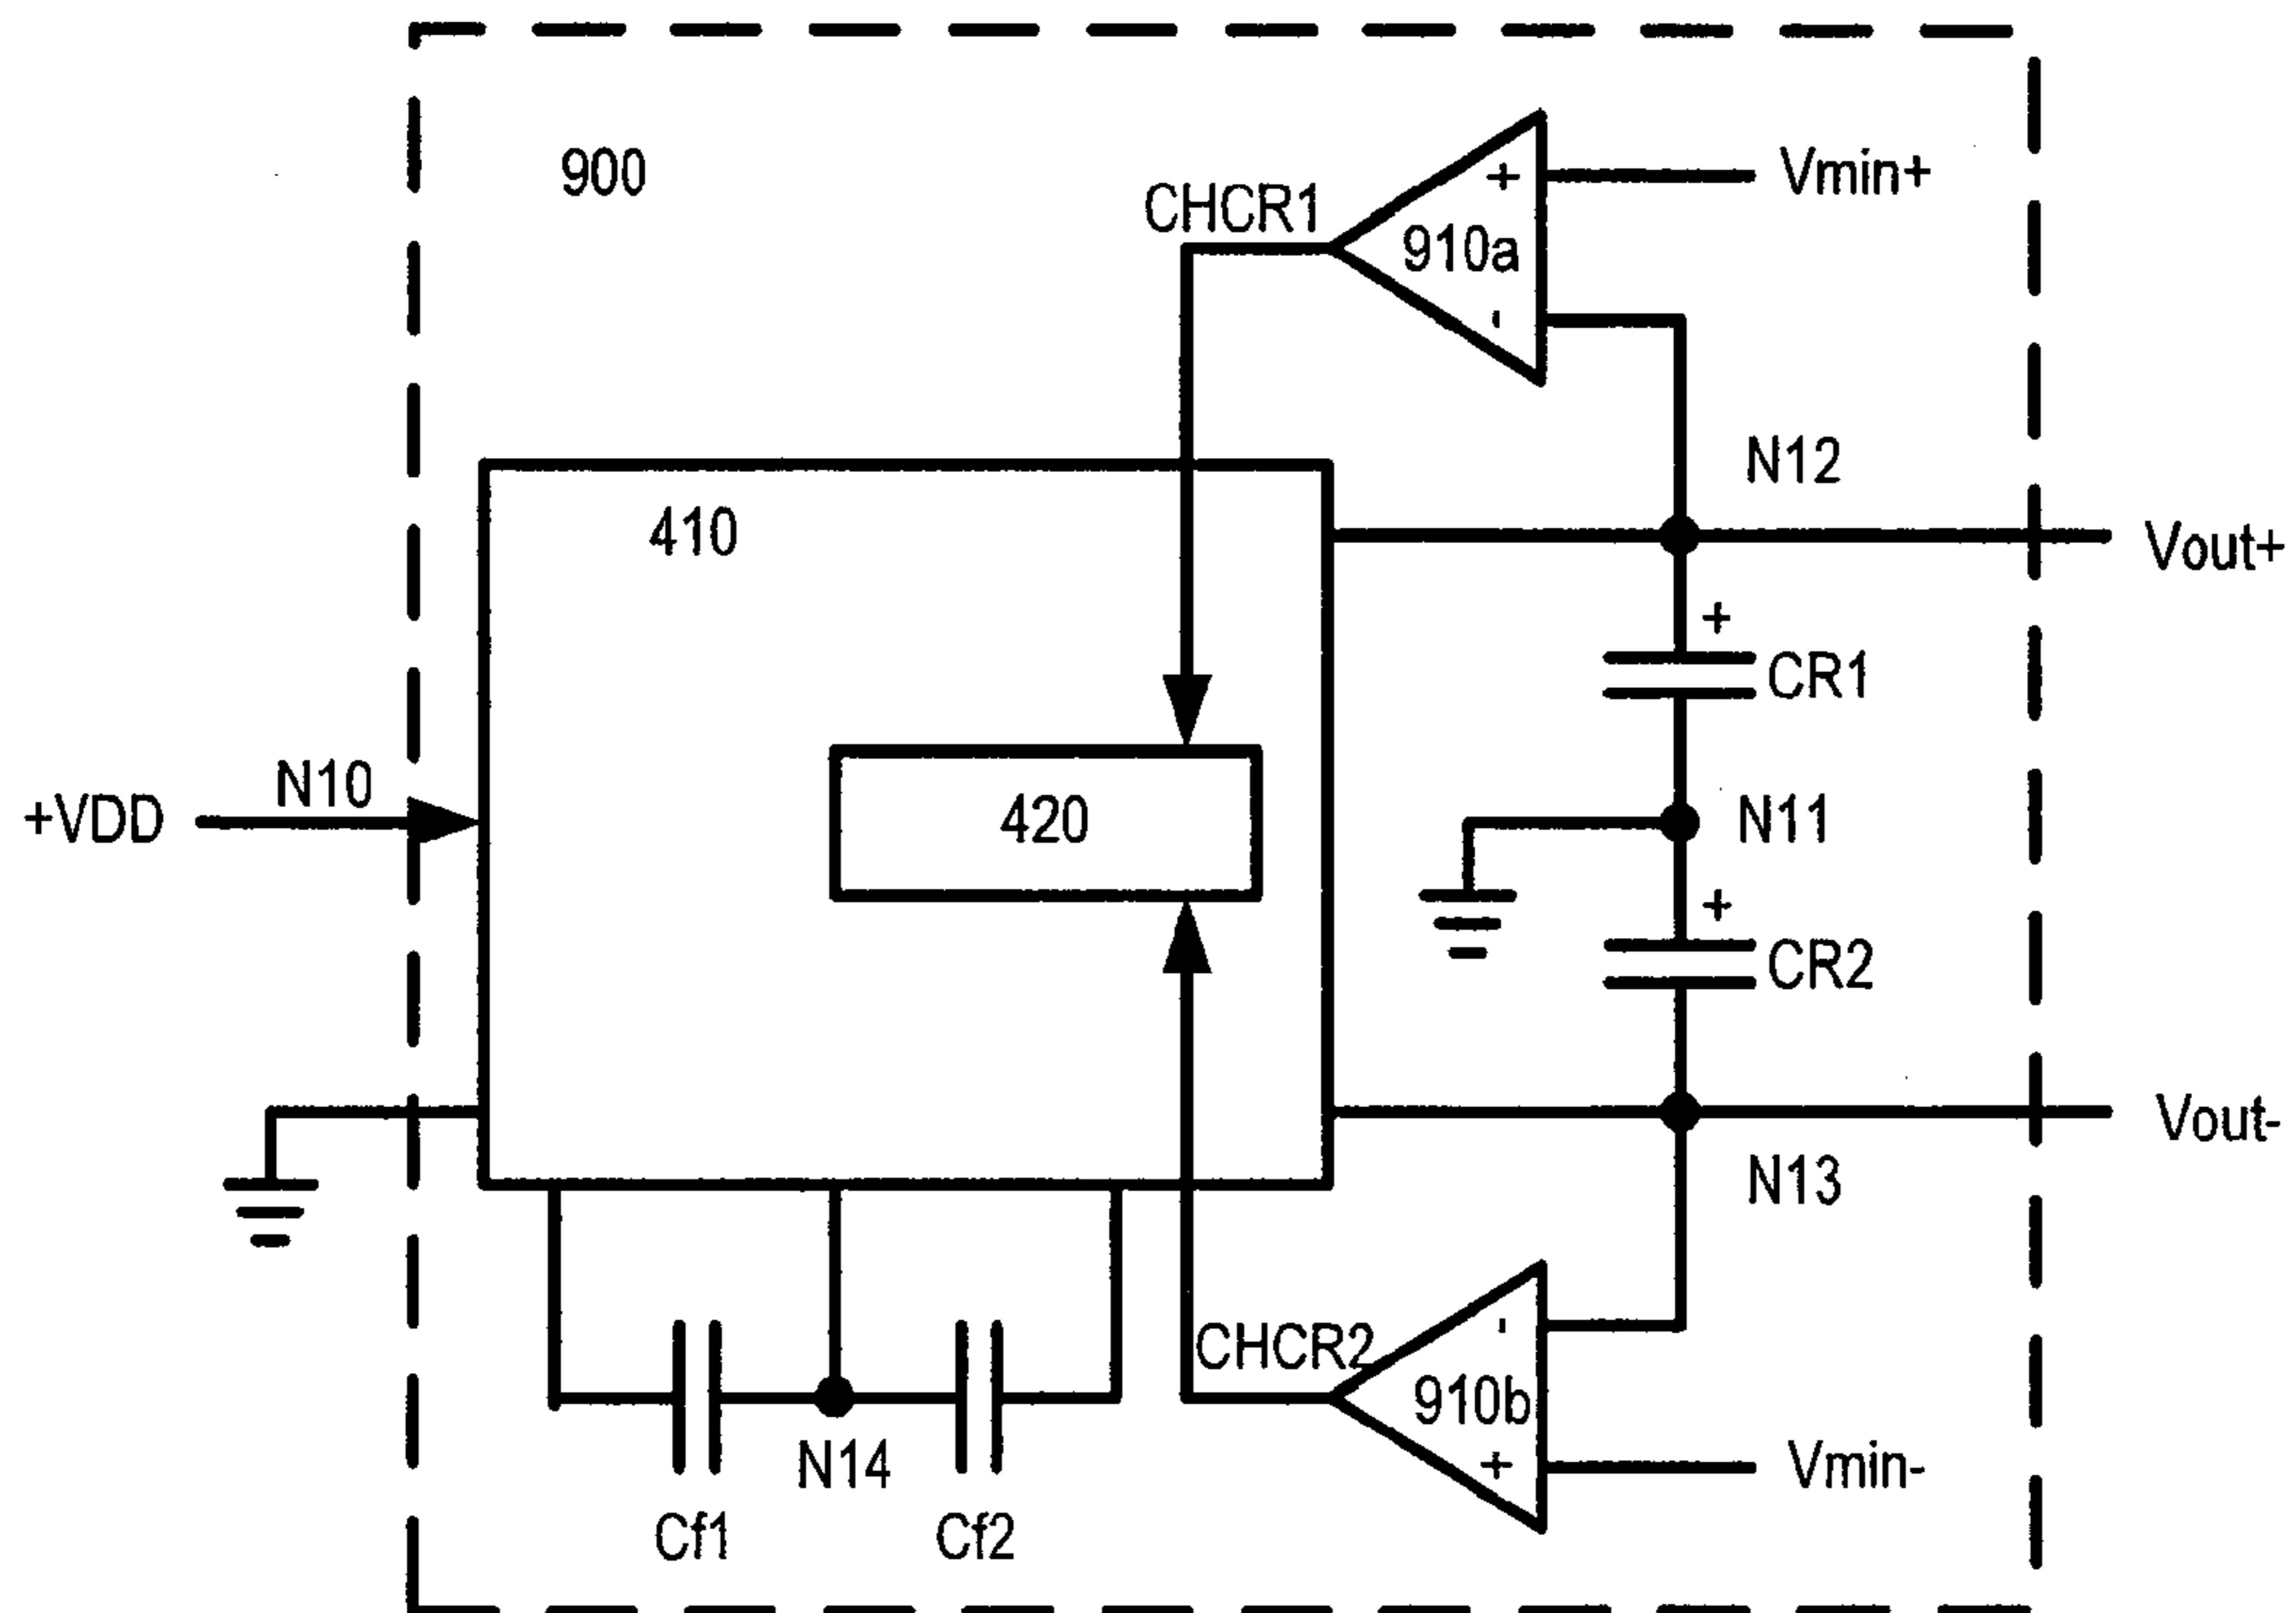 900
CHCR1
+
910a
-
Vmin+
N12
410
Vout+
+
CR1
N10
+VDD
420
N11
+
CR2
Vout-
N13
CHCR2
-
910b
+
Vmin-
N14
Cf1
Cf2